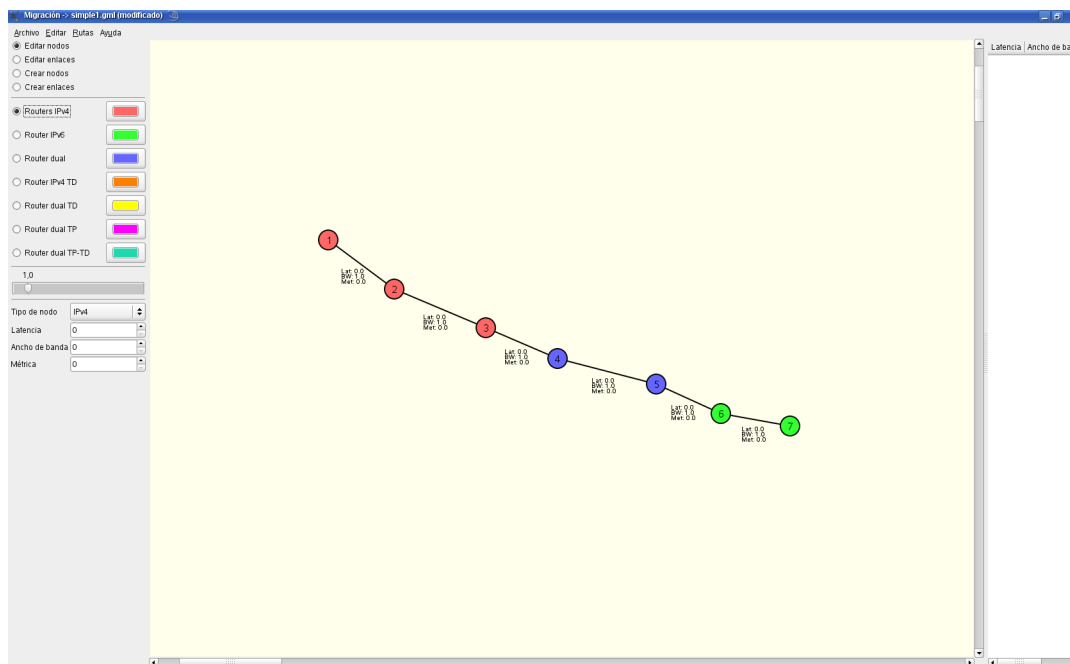 Migración -> simple1.gml (modificado)
Archivo Editar Rutas Ayuda
Editar nodos
Editar enlaces
Crear nodos
Crear enlaces
Routers IPv4
Router IPv6
Router dual
Router IPv4 TD
Router dual TD
Router dual TP
Router dual TP-TD
1,0
Tipo de nodo IPv4
Latencia 0
Ancho de banda 0
Métrica 0
1
Lat: 0.0
BW: 1.0
Met: 0.0
2
Lat: 0.0
BW: 1.0
Met: 0.0
3
Lat: 0.0
BW: 1.0
Met: 0.0
4
Lat: 0.0
BW: 1.0
Met: 0.0
5
Lat: 0.0
BW: 1.0
Met: 0.0
6
Lat: 0.0
BW: 1.0
Met: 0.0
7
Latencia Ancho de ba